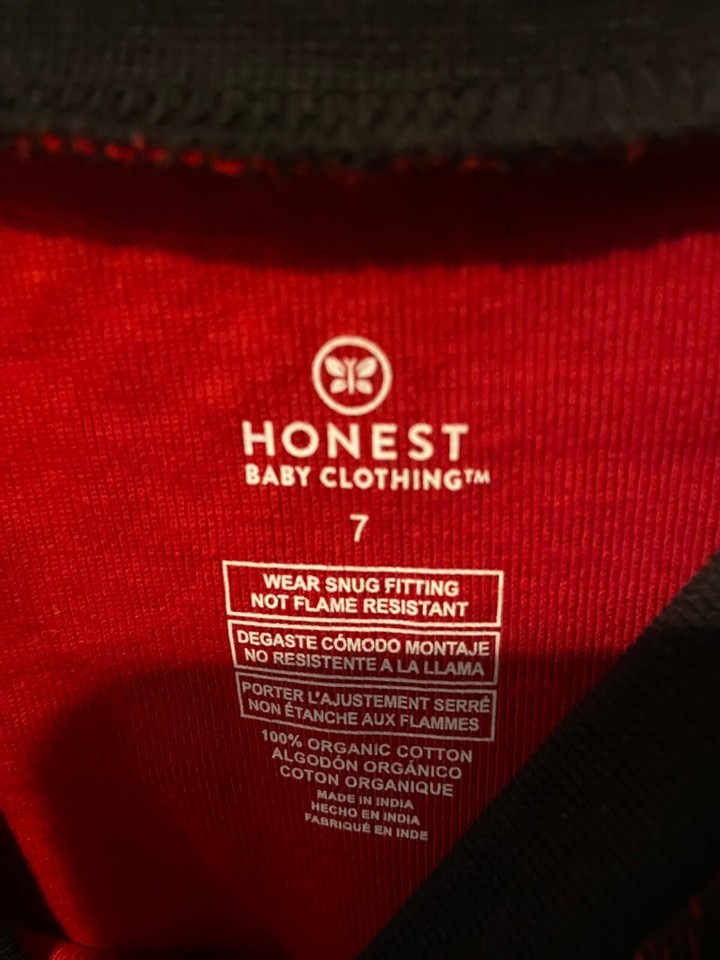 HONEST
BABY CLOTHING™
7
WEAR SNUG FITTING
NOT FLAME RESISTANT
DEGASTE CÓMODO MONTAJE
NO RESISTENTE A LA LLAMA
PORTER L'AJUSTEMENT SERRÉ
NON ÉTANCHE AUX FLAMMES
100% ORGANIC COTTON
ALGODÓN ORGÁNICO
COTON ORGANIQUE
MADE IN INDIA
HECHO EN INDIA
FABRIQUÉ EN INDE